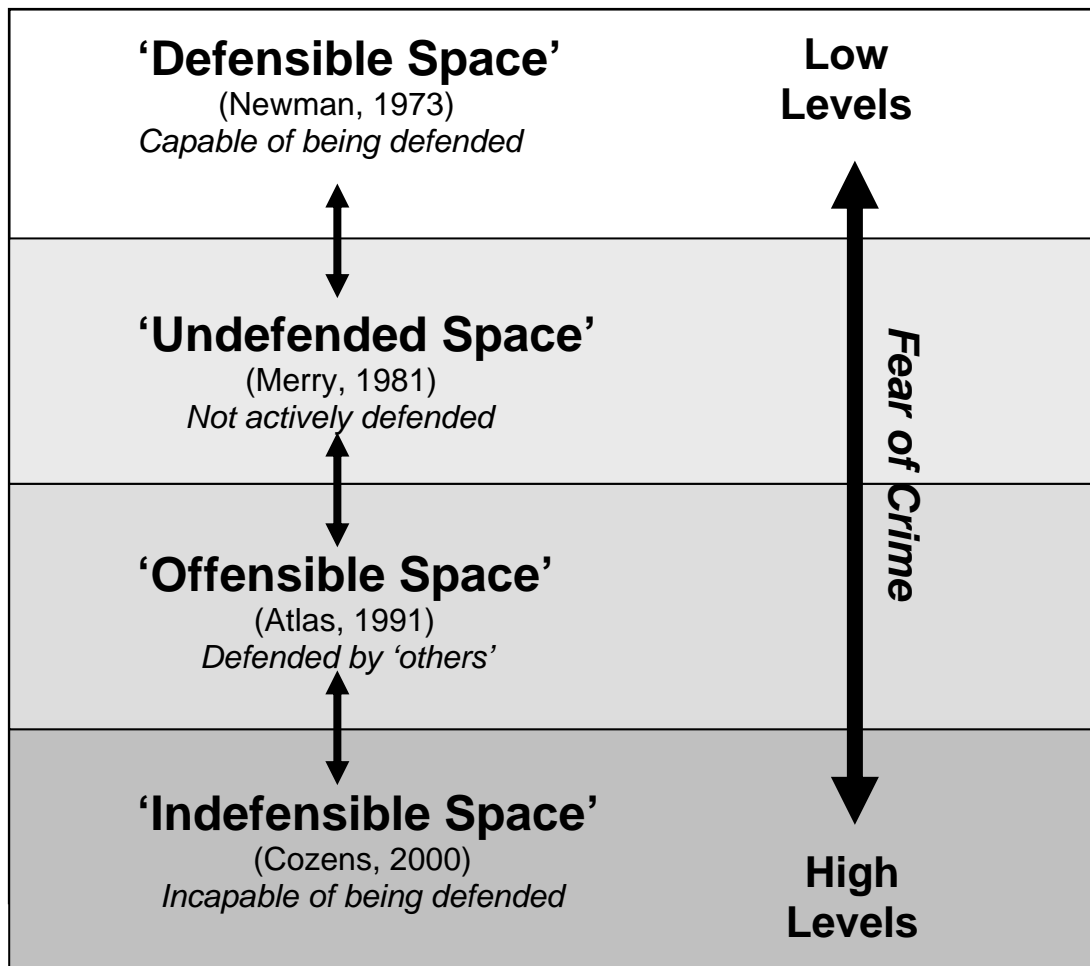 ‘Defensible Space’
(Newman, 1973)
Capable of being defended
Low
Levels
‘Undefended Space’
(Merry, 1981)
Not actively defended
Fear of Crime
‘Offensible Space’
(Atlas, 1991)
Defended by ‘others’
‘Indefensible Space’
(Cozens, 2000)
Incapable of being defended
High
Levels